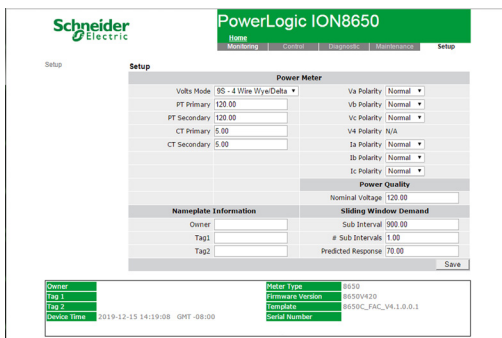 Schneider
Electric
PowerLogic ION8650
Home
Monitoring Control Diagnostic Maintenance Setup
Setup
Setup
Power Meter
Volts Mode 9S - 4 Wire Wye/Delta Va Polarity Normal
PT Primary 120.00 Vb Polarity Normal
PT Secondary 120.00 Vc Polarity Normal
CT Primary 5.00 V4 Polarity N/A
CT Secondary 5.00 Ia Polarity Normal
Ib Polarity Normal
Ic Polarity Normal
Power Quality
Nominal Voltage 120.00
Nameplate Information Sliding Window Demand
Owner Sub Interval 900.00
Tag1 # Sub Intervals 1.00
Tag2 Predicted Response 70.00
Save
Owner Meter Type 8650
Tag 1 Firmware Version 8650V420
Tag 2 Template 8650C_FAC_V4.1.0.0.1
Device Time 2019-12-15 14:19:08 GMT -08:00 Serial Number